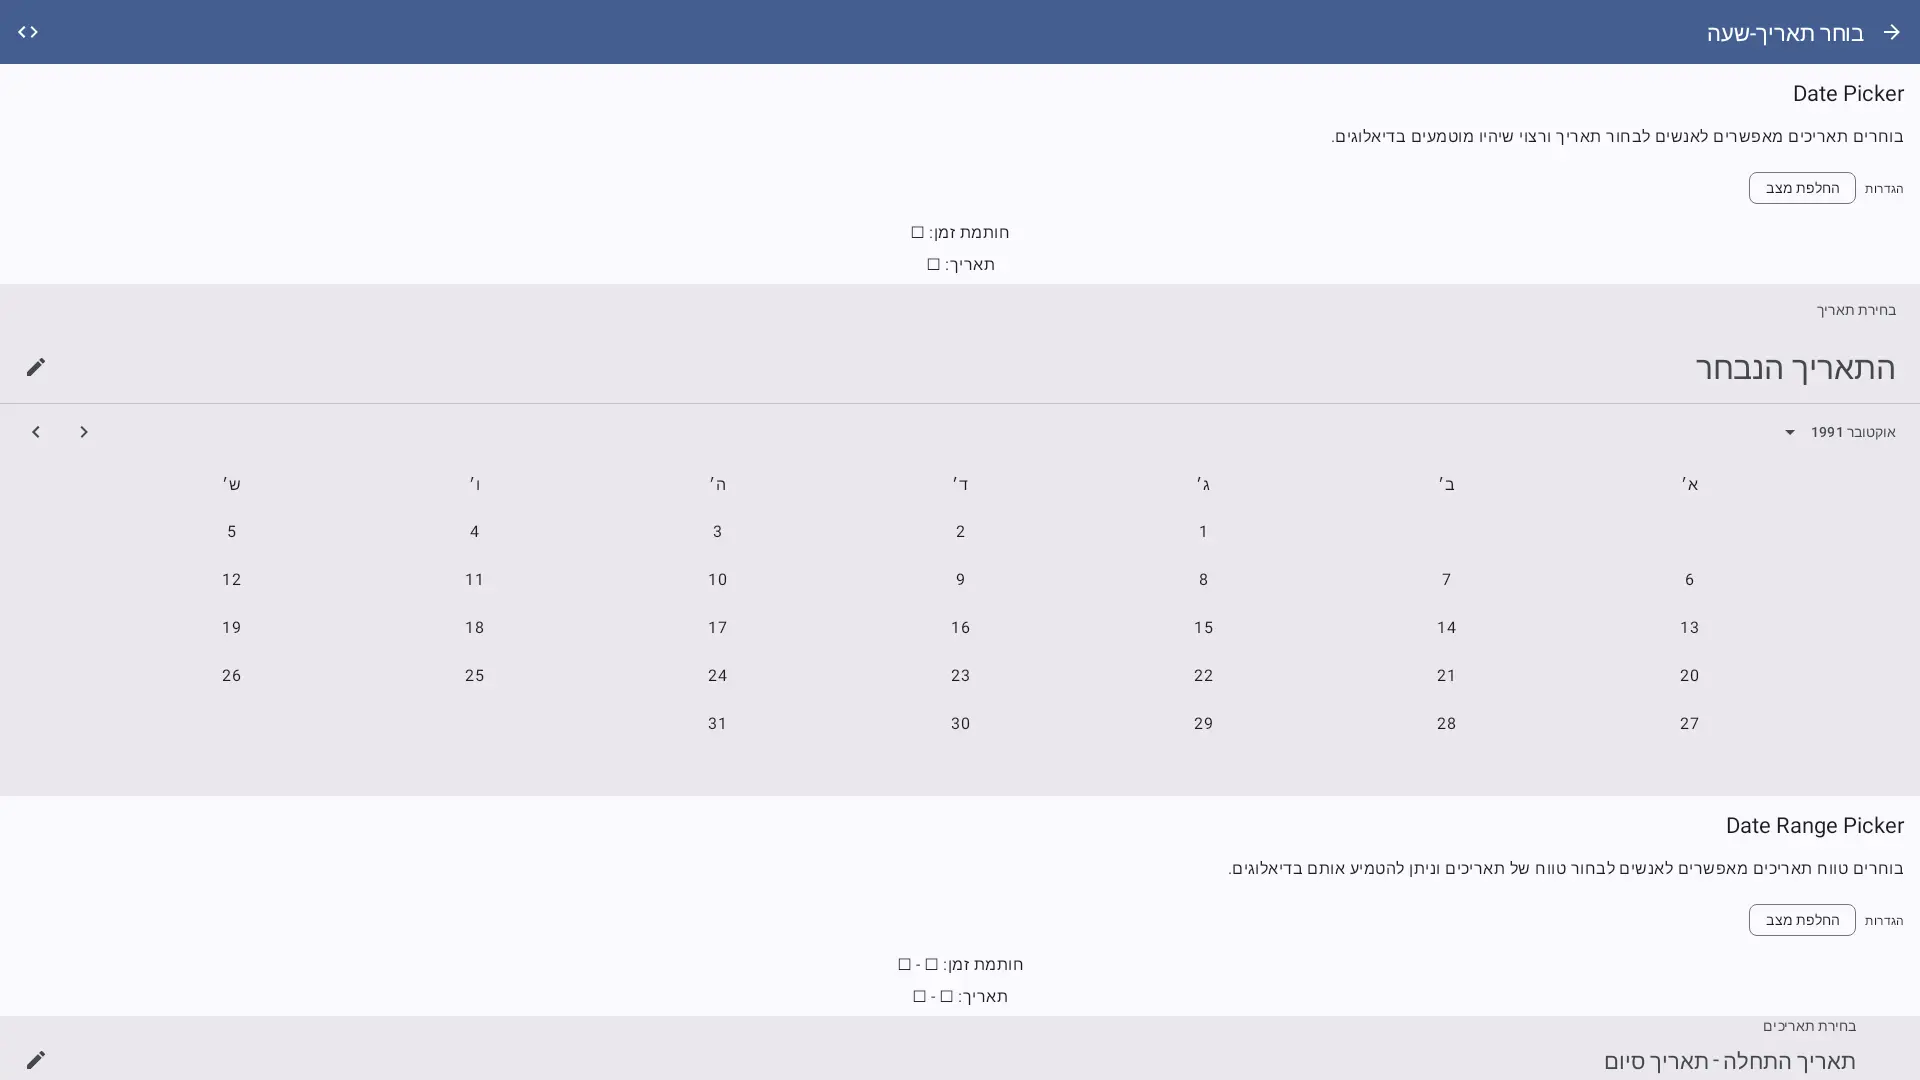 בוחר תאריך-שעה
Date Picker
בוחרים תאריכים מאפשרים לאנשים לבחור תאריך ורצוי שיהיו מוטמעים בדיאלוגים.
הגדרות החלפת מצב
חותמת זמן: ☐
תאריך: ☐
בחירת תאריך
התאריך הנבחר
אוקטובר 1991
א׳ ב׳ ג׳ ד׳ ה׳ ו׳ ש׳
1 2 3 4 5
6 7 8 9 10 11 12
13 14 15 16 17 18 19
20 21 22 23 24 25 26
27 28 29 30 31
Date Range Picker
בוחרים טווח תאריכים מאפשרים לאנשים לבחור טווח של תאריכים וניתן להטמיע אותם בדיאלוגים.
הגדרות החלפת מצב
חותמת זמן: ☐ - ☐
תאריך: ☐ - ☐
בחירת תאריכים
תאריך התחלה - תאריך סיום